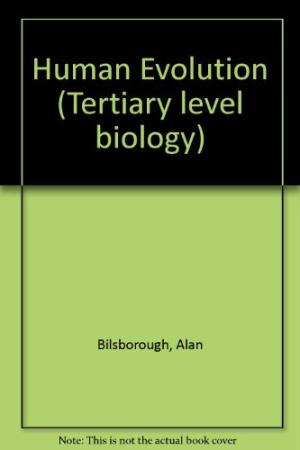 Human Evolution
(Tertiary level
biology)
Bilsborough, Alan
Note: This is not the actual book cover